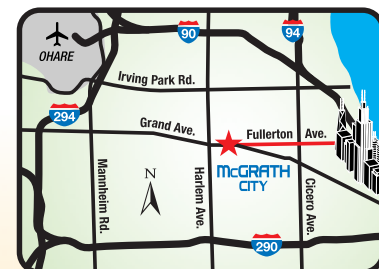 90
94
OHARE
Irving Park Rd.
294
Grand Ave.
Fullerton Ave.
McGRATH
CITY
N
Mannheim Rd.
Harlem Ave.
Cicero Ave.
290